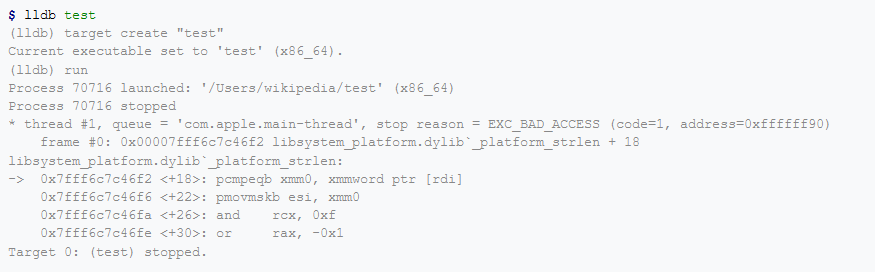 $ lldb test
(lldb) target create "test"
Current executable set to 'test' (x86_64).
(lldb) run
Process 70716 launched: '/Users/wikipedia/test' (x86_64)
Process 70716 stopped
* thread #1, queue = 'com.apple.main-thread', stop reason = EXC_BAD_ACCESS (code=1, address=0xffffff90)
    frame #0: 0x00007fff6c7c46f2 libsystem_platform.dylib`_platform_strlen + 18
libsystem_platform.dylib`_platform_strlen:
->  0x7fff6c7c46f2 <+18>: pcmpeqb xmm0, xmmword ptr [rdi]
    0x7fff6c7c46f6 <+22>: pmovmskb esi, xmm0
    0x7fff6c7c46fa <+26>: and    rcx, 0xf
    0x7fff6c7c46fe <+30>: or     rax, -0x1
Target 0: (test) stopped.